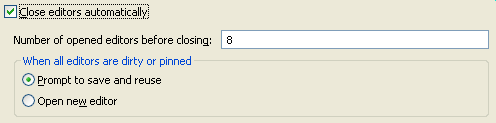 Close editors automatically
Number of opened editors before closing: 8
When all editors are dirty or pinned
Prompt to save and reuse
Open new editor